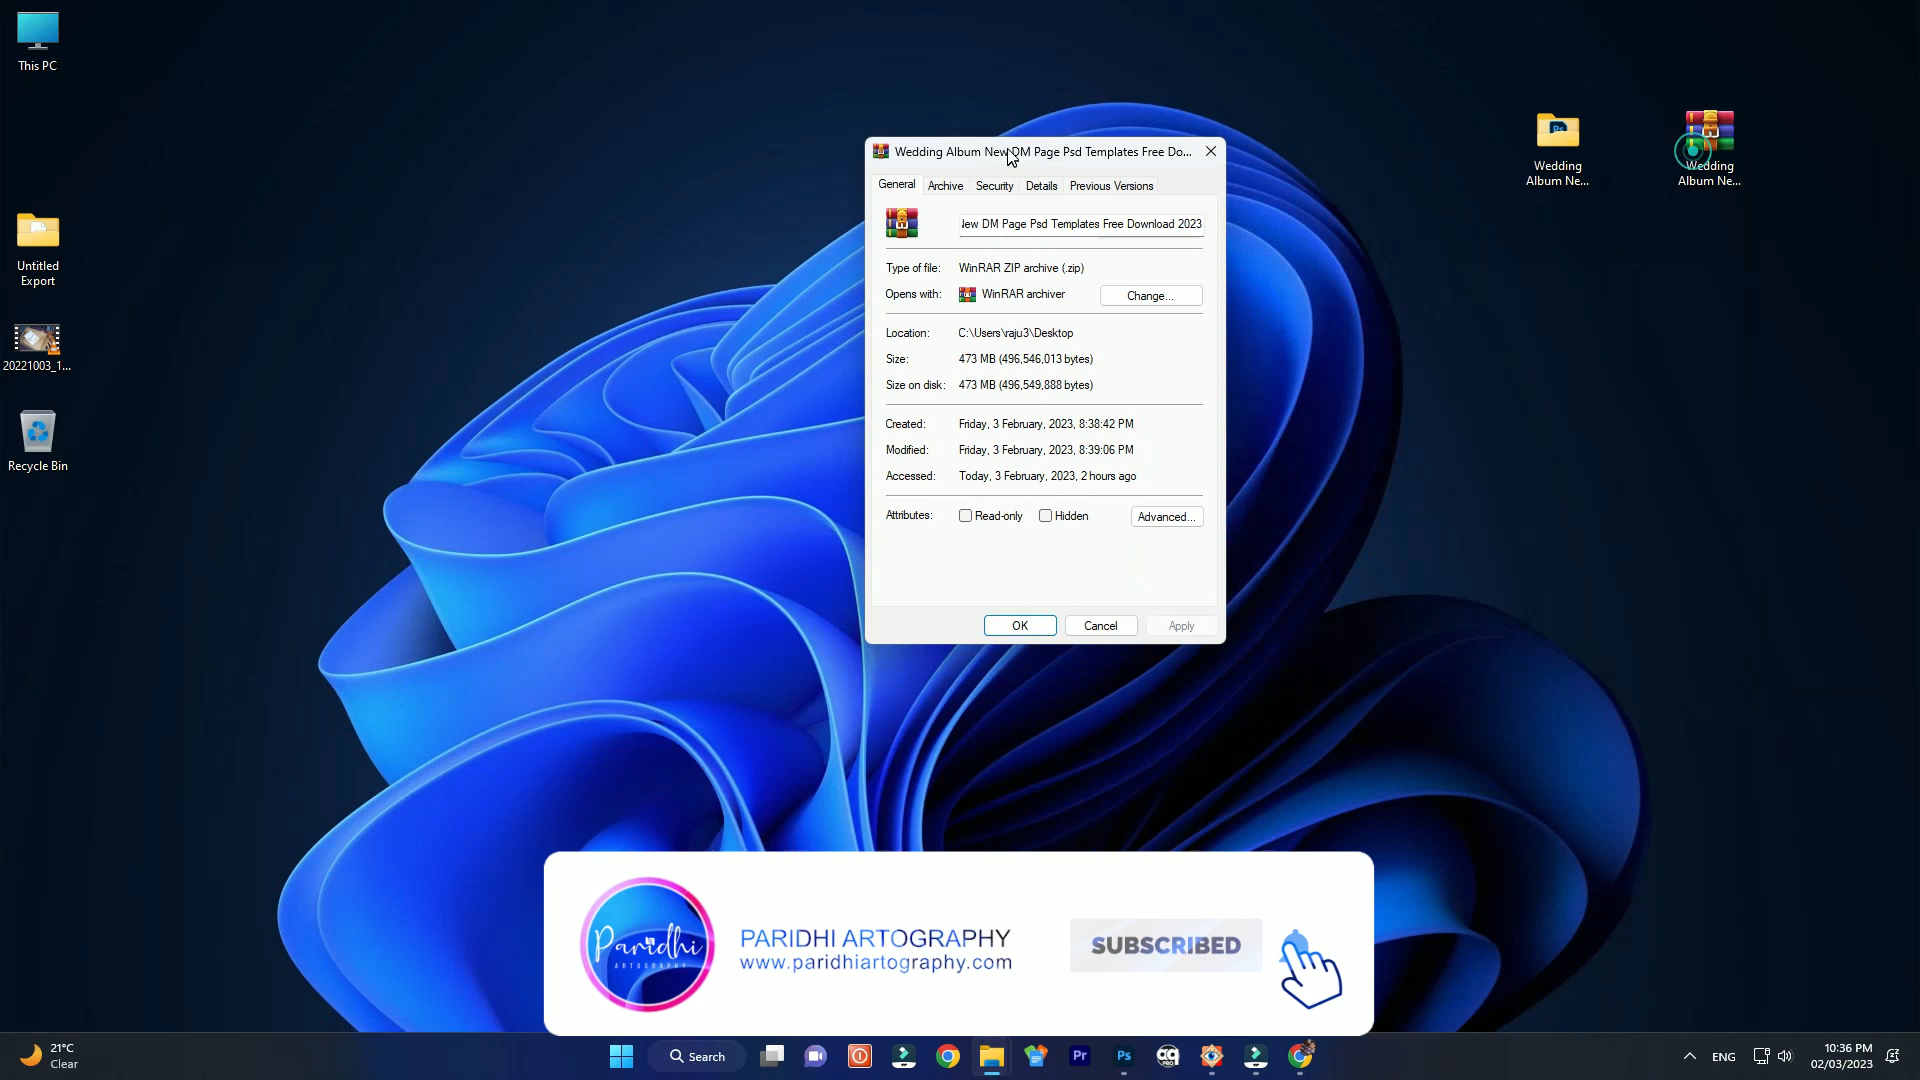 This PC
Untitled
Export
20221003_1...
Recycle Bin
Wedding
Album Ne...
Wedding
Album Ne...
Wedding Album New DM Page Psd Templates Free Do...
General Archive Security Details Previous Versions
New DM Page Psd Templates Free Download 2023
Type of file: WinRAR ZIP archive (.zip)
Opens with: WinRAR archiver Change...
Location: C:\Users\raju3\Desktop
Size: 473 MB (496,546,013 bytes)
Size on disk: 473 MB (496,549,888 bytes)
Created: Friday, 3 February, 2023, 8:38:42 PM
Modified: Friday, 3 February, 2023, 8:39:06 PM
Accessed: Today, 3 February, 2023, 2 hours ago
Attributes: Read-only Hidden Advanced...
OK Cancel Apply
Paridhi
ARTOGRAPHY
PARIDHI ARTOGRAPHY
www.paridhiartography.com
SUBSCRIBED
21°C
Clear
Search
Pr
Ps
PRO
ENG
10:36 PM
02/03/2023